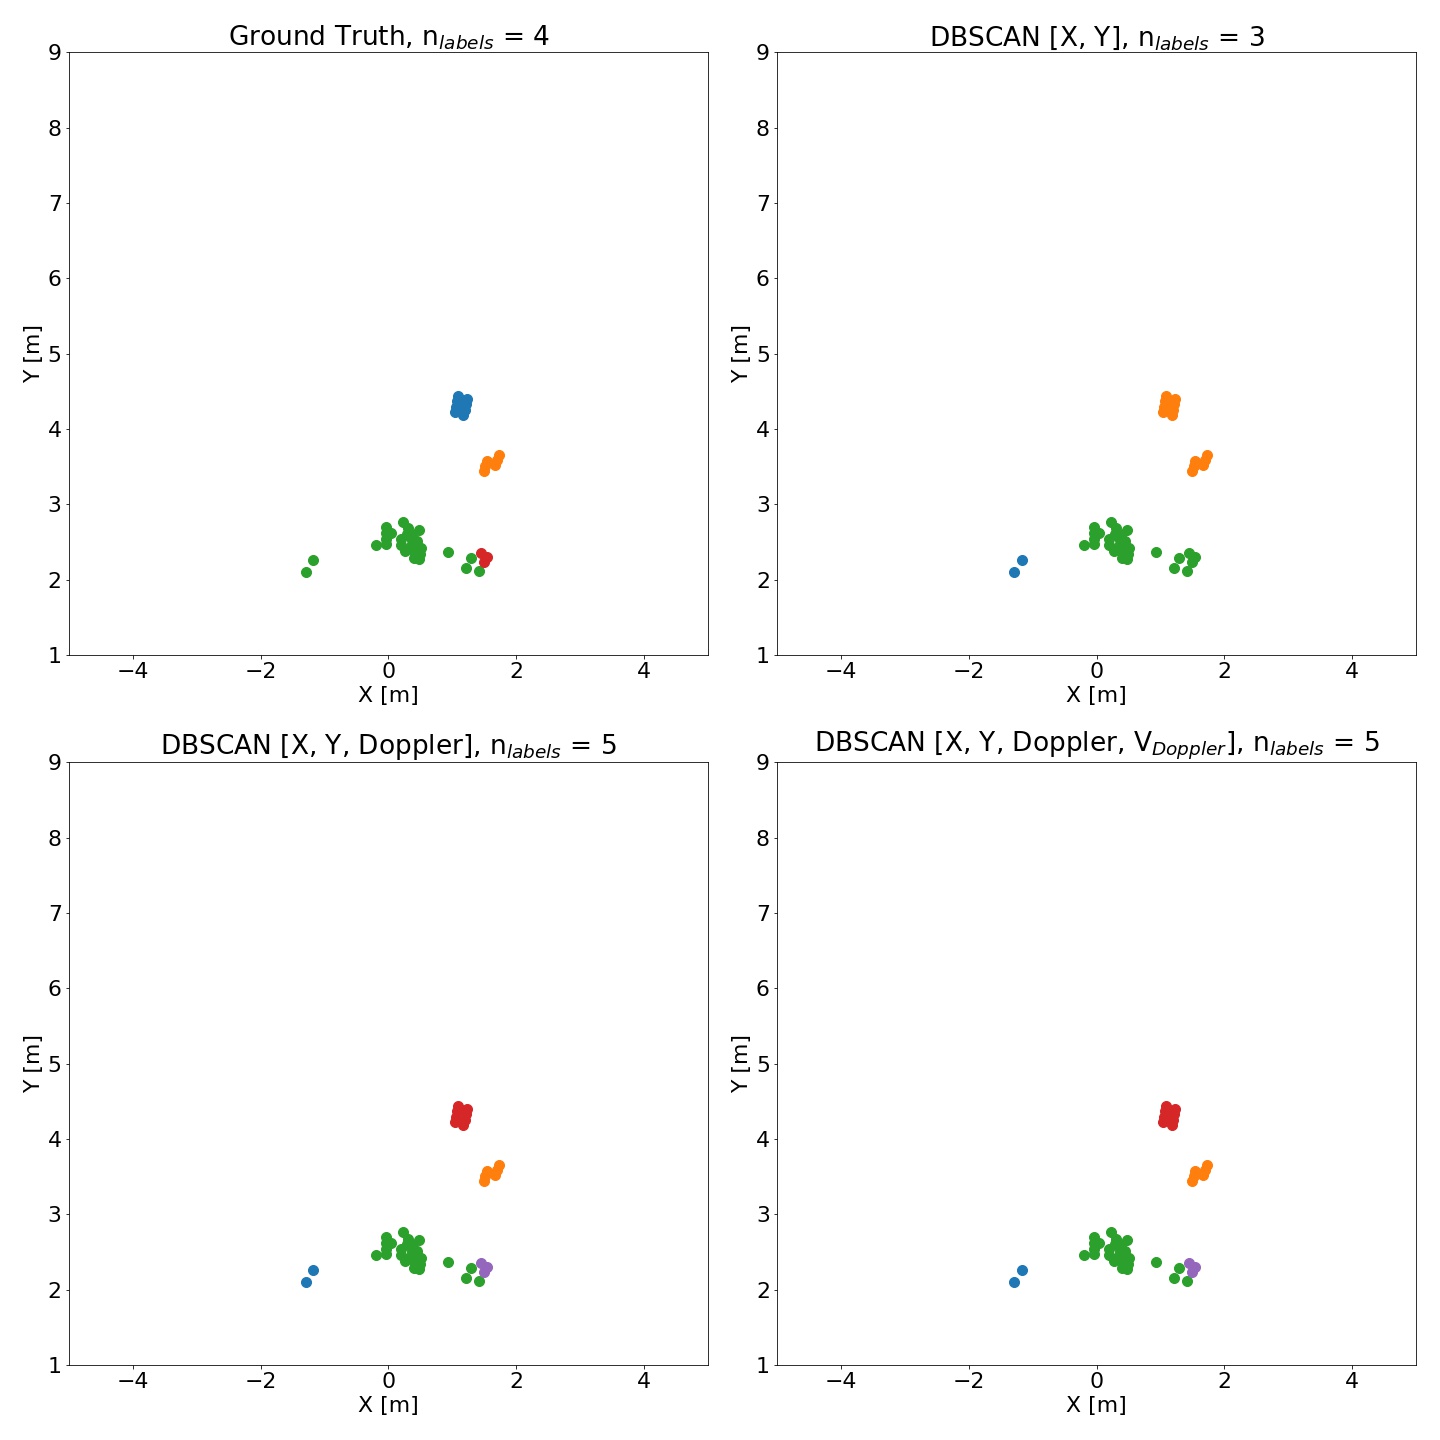 Ground Truth, n_labels = 4
9
8
7
6
5
4
3
2
1
Y [m]
−4 −2 0 2 4
X [m]
DBSCAN [X, Y], n_labels = 3
9
8
7
6
5
4
3
2
1
Y [m]
−4 −2 0 2 4
X [m]
DBSCAN [X, Y, Doppler], n_labels = 5
9
8
7
6
5
4
3
2
1
Y [m]
−4 −2 0 2 4
X [m]
DBSCAN [X, Y, Doppler, V_Doppler], n_labels = 5
9
8
7
6
5
4
3
2
1
Y [m]
−4 −2 0 2 4
X [m]